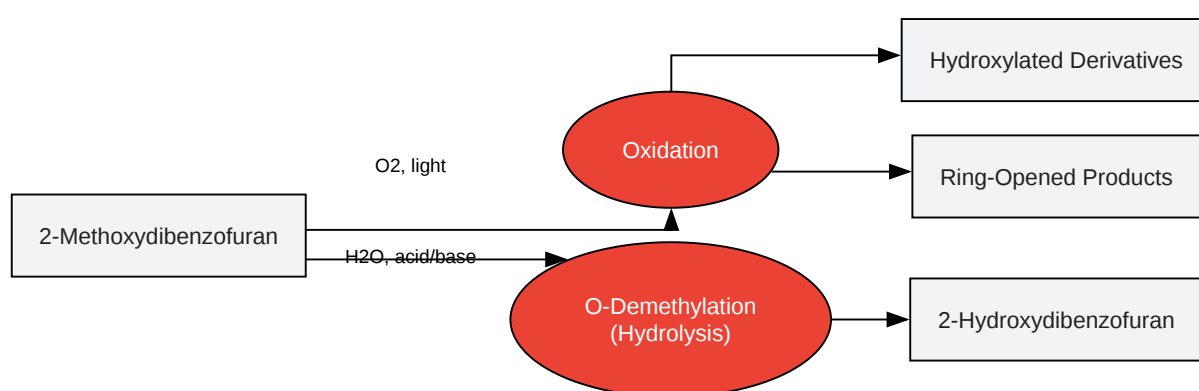 Hydroxylated Derivatives
Oxidation
O2, light
Ring-Opened Products
2-Methoxydibenzofuran
H2O, acid/base
O-Demethylation
(Hydrolysis)
2-Hydroxydibenzofuran